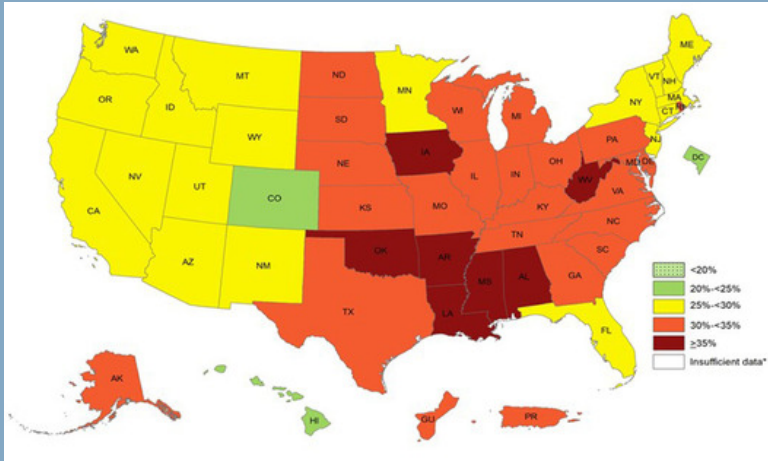 WA
OR
CA
NV
ID
MT
WY
UT
AZ
CO
NM
ND
SD
NE
KS
OK
TX
MN
IA
MO
AR
LA
WI
IL
MI
IN
OH
KY
TN
MS
AL
GA
FL
SC
NC
VA
WV
PA
NY
NJ
MD
DE
DC
VT
NH
ME
MA
CT
AK
HI
GU
PR
<20%
20%-<25%
25%-<30%
30%-<35%
≥35%
Insufficient data*